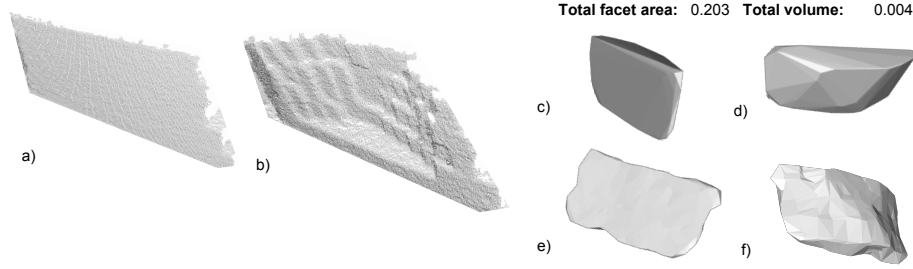 Total facet area: 0.203 Total volume: 0.004
c)
d)
a)
b)
e)
f)